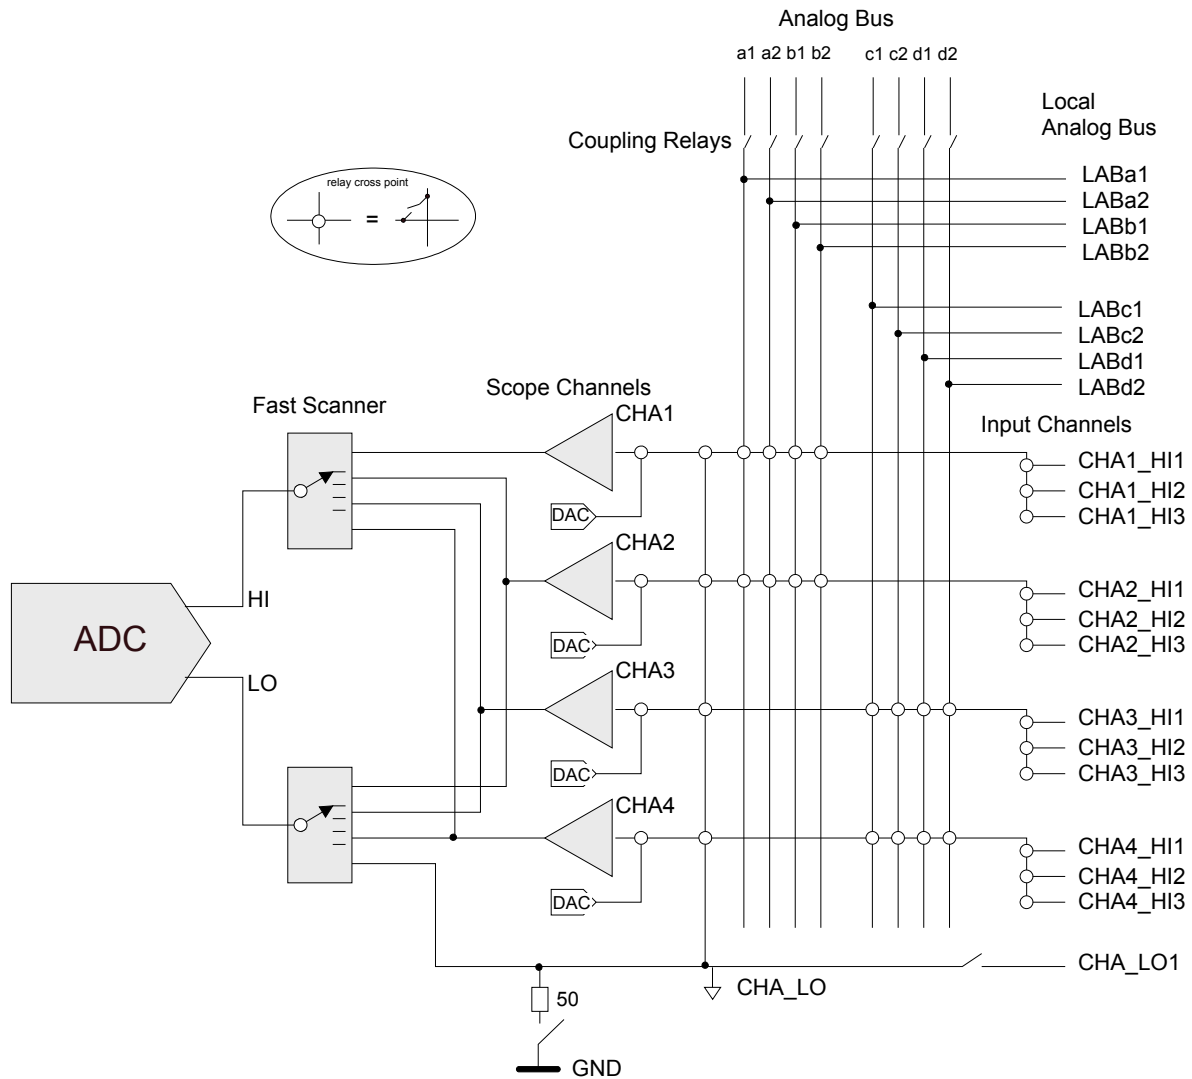 Analog Bus
a1 a2 b1 b2 c1 c2 d1 d2
Local
Analog Bus
Coupling Relays
LABa1
LABa2
LABb1
LABb2
relay cross point
=
LABc1
LABc2
LABd1
LABd2
Scope Channels
Fast Scanner
CHA1
Input Channels
CHA1_HI1
CHA1_HI2
CHA1_HI3
DAC
CHA2
CHA2_HI1
CHA2_HI2
CHA2_HI3
DAC
HI
ADC
LO
CHA3
CHA3_HI1
CHA3_HI2
CHA3_HI3
DAC
CHA4
CHA4_HI1
CHA4_HI2
CHA4_HI3
DAC
CHA_LO1
CHA_LO
50
GND